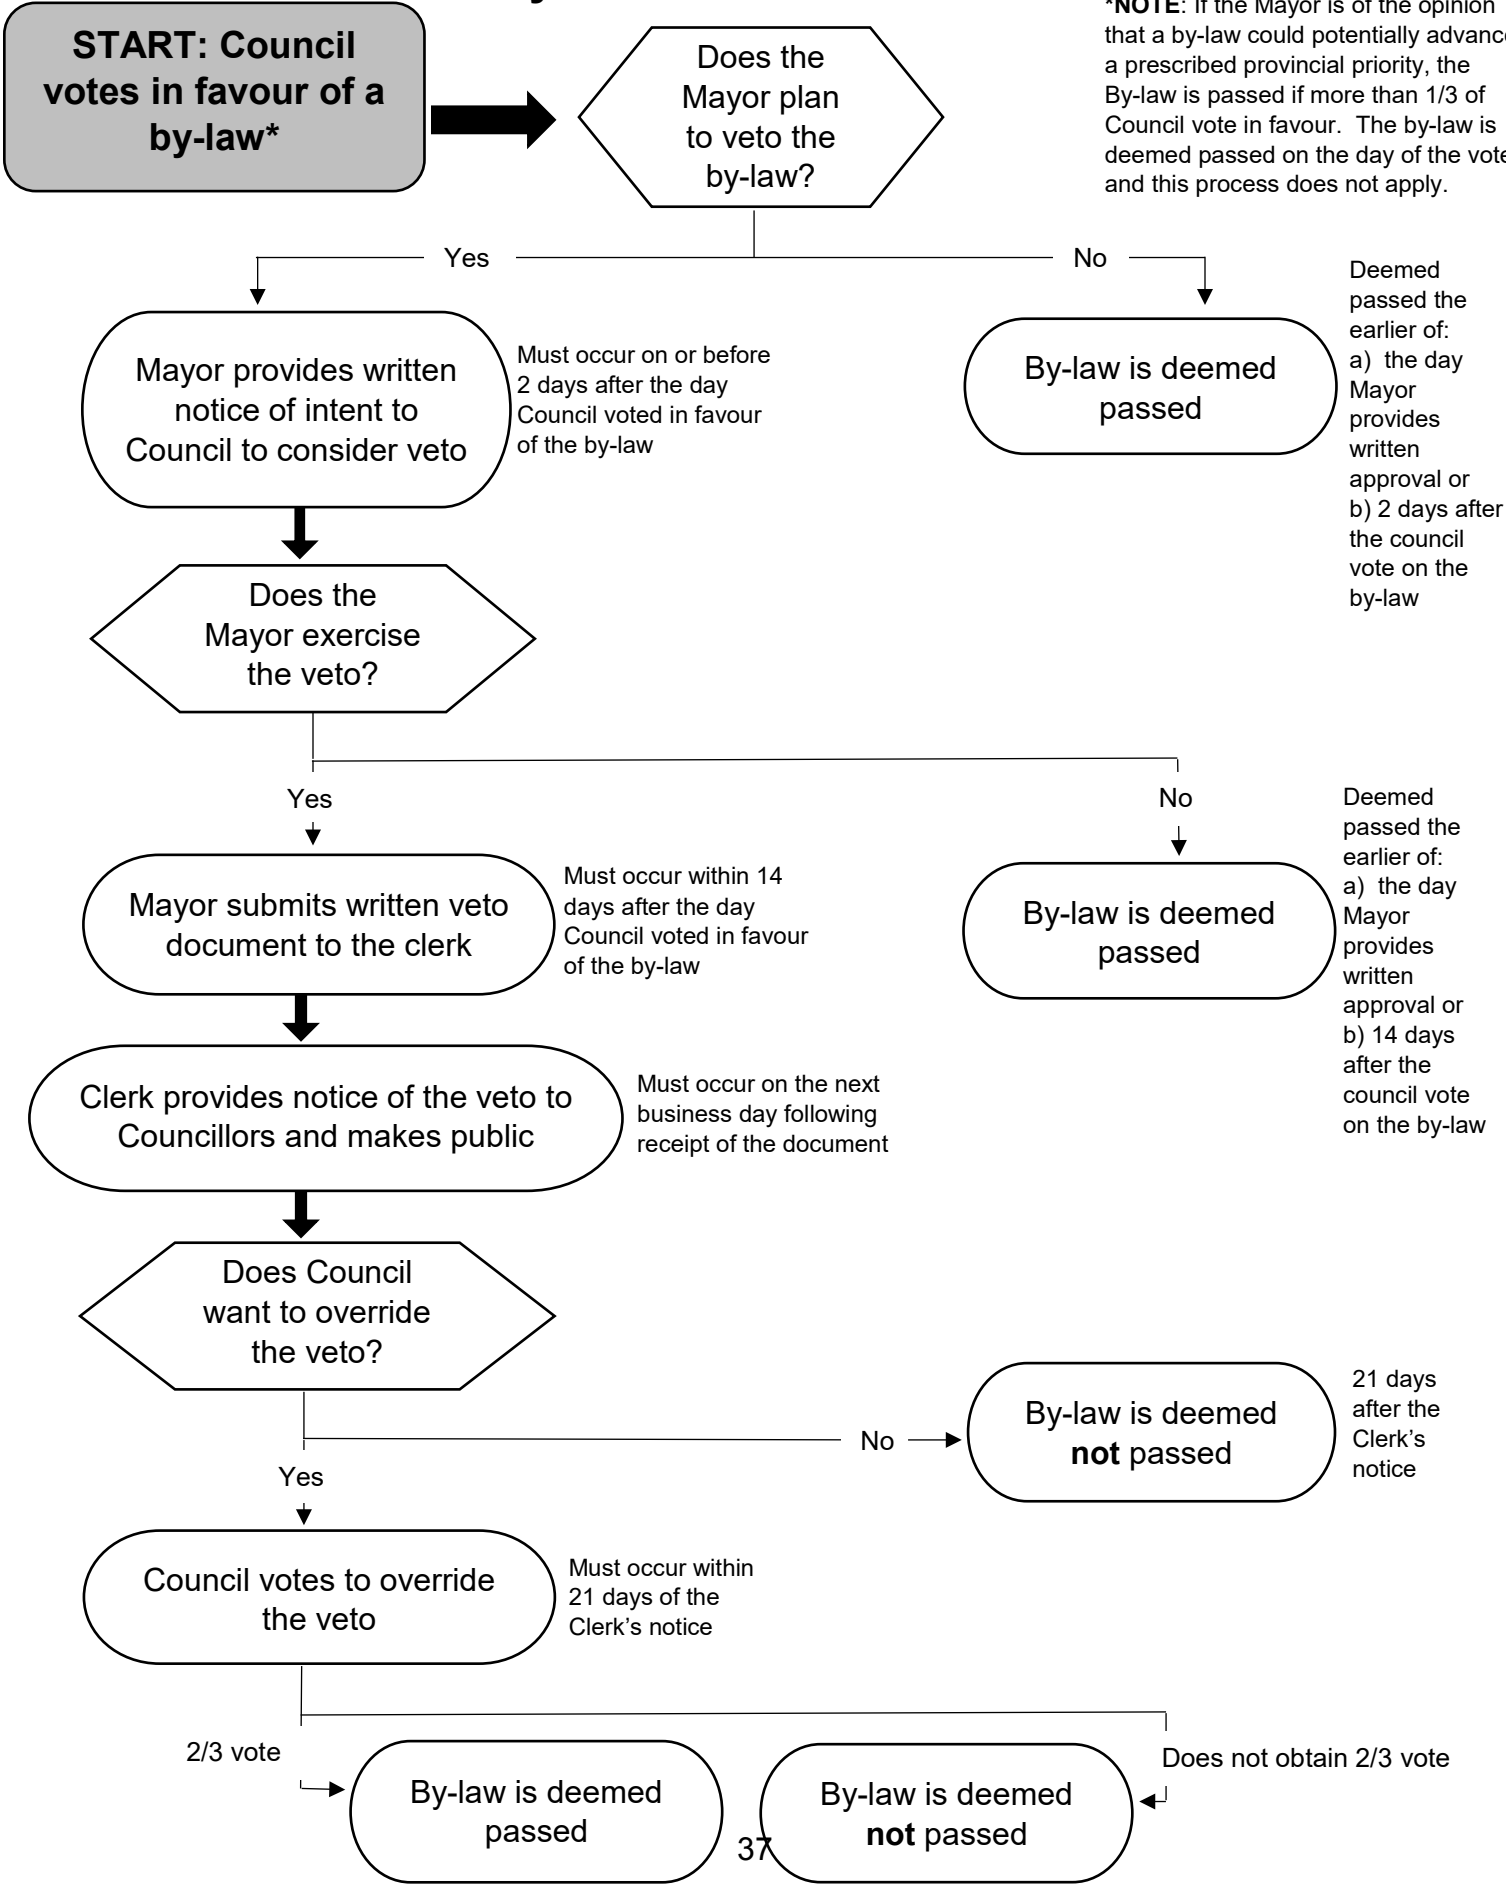 START: Council
votes in favour of a
by-law*
Does the
Mayor plan
to veto the
by-law?
*NOTE: If the Mayor is of the opinion
that a by-law could potentially advance
a prescribed provincial priority, the
By-law is passed if more than 1/3 of
Council vote in favour. The by-law is
deemed passed on the day of the vote
and this process does not apply.
Yes
No
Mayor provides written
notice of intent to
Council to consider veto
Must occur on or before
2 days after the day
Council voted in favour
of the by-law
By-law is deemed
passed
Deemed
passed the
earlier of:
a) the day
Mayor
provides
written
approval or
b) 2 days after
the council
vote on the
by-law
Does the
Mayor exercise
the veto?
Yes
No
Mayor submits written veto
document to the clerk
Must occur within 14
days after the day
Council voted in favour
of the by-law
By-law is deemed
passed
Deemed
passed the
earlier of:
a) the day
Mayor
provides
written
approval or
b) 14 days
after the
council vote
on the by-law
Clerk provides notice of the veto to
Councillors and makes public
Must occur on the next
business day following
receipt of the document
Does Council
want to override
the veto?
No
By-law is deemed
not passed
21 days
after the
Clerk's
notice
Yes
Council votes to override
the veto
Must occur within
21 days of the
Clerk's notice
2/3 vote
By-law is deemed
passed
By-law is deemed
not passed
Does not obtain 2/3 vote
37